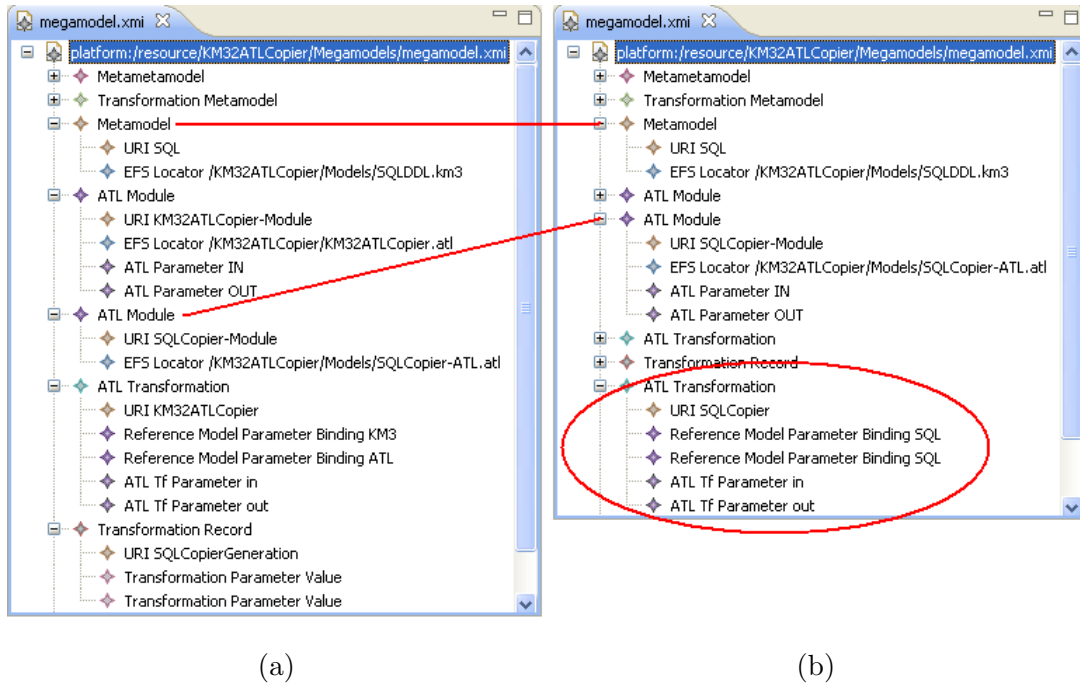 megamodel.xmi
platform:/resource/KM32ATLCopier/Megamodels/megamodel.xmi
Metametamodel
Transformation Metamodel
Metamodel
URI SQL
EFS Locator /KM32ATLCopier/Models/SQLDDL.km3
ATL Module
URI KM32ATLCopier-Module
EFS Locator /KM32ATLCopier/KM32ATLCopier.atl
ATL Parameter IN
ATL Parameter OUT
ATL Module
URI SQLCopier-Module
EFS Locator /KM32ATLCopier/Models/SQLCopier-ATL.atl
ATL Transformation
URI KM32ATLCopier
Reference Model Parameter Binding KM3
Reference Model Parameter Binding ATL
ATL Tf Parameter in
ATL Tf Parameter out
Transformation Record
URI SQLCopierGeneration
Transformation Parameter Value
Transformation Parameter Value
(a)
megamodel.xmi
platform:/resource/KM32ATLCopier/Megamodels/megamodel.xmi
Metametamodel
Transformation Metamodel
Metamodel
URI SQL
EFS Locator /KM32ATLCopier/Models/SQLDDL.km3
ATL Module
ATL Module
URI SQLCopier-Module
EFS Locator /KM32ATLCopier/Models/SQLCopier-ATL.atl
ATL Parameter IN
ATL Parameter OUT
ATL Transformation
Transformation Record
ATL Transformation
URI SQLCopier
Reference Model Parameter Binding SQL
Reference Model Parameter Binding SQL
ATL Tf Parameter in
ATL Tf Parameter out
(b)